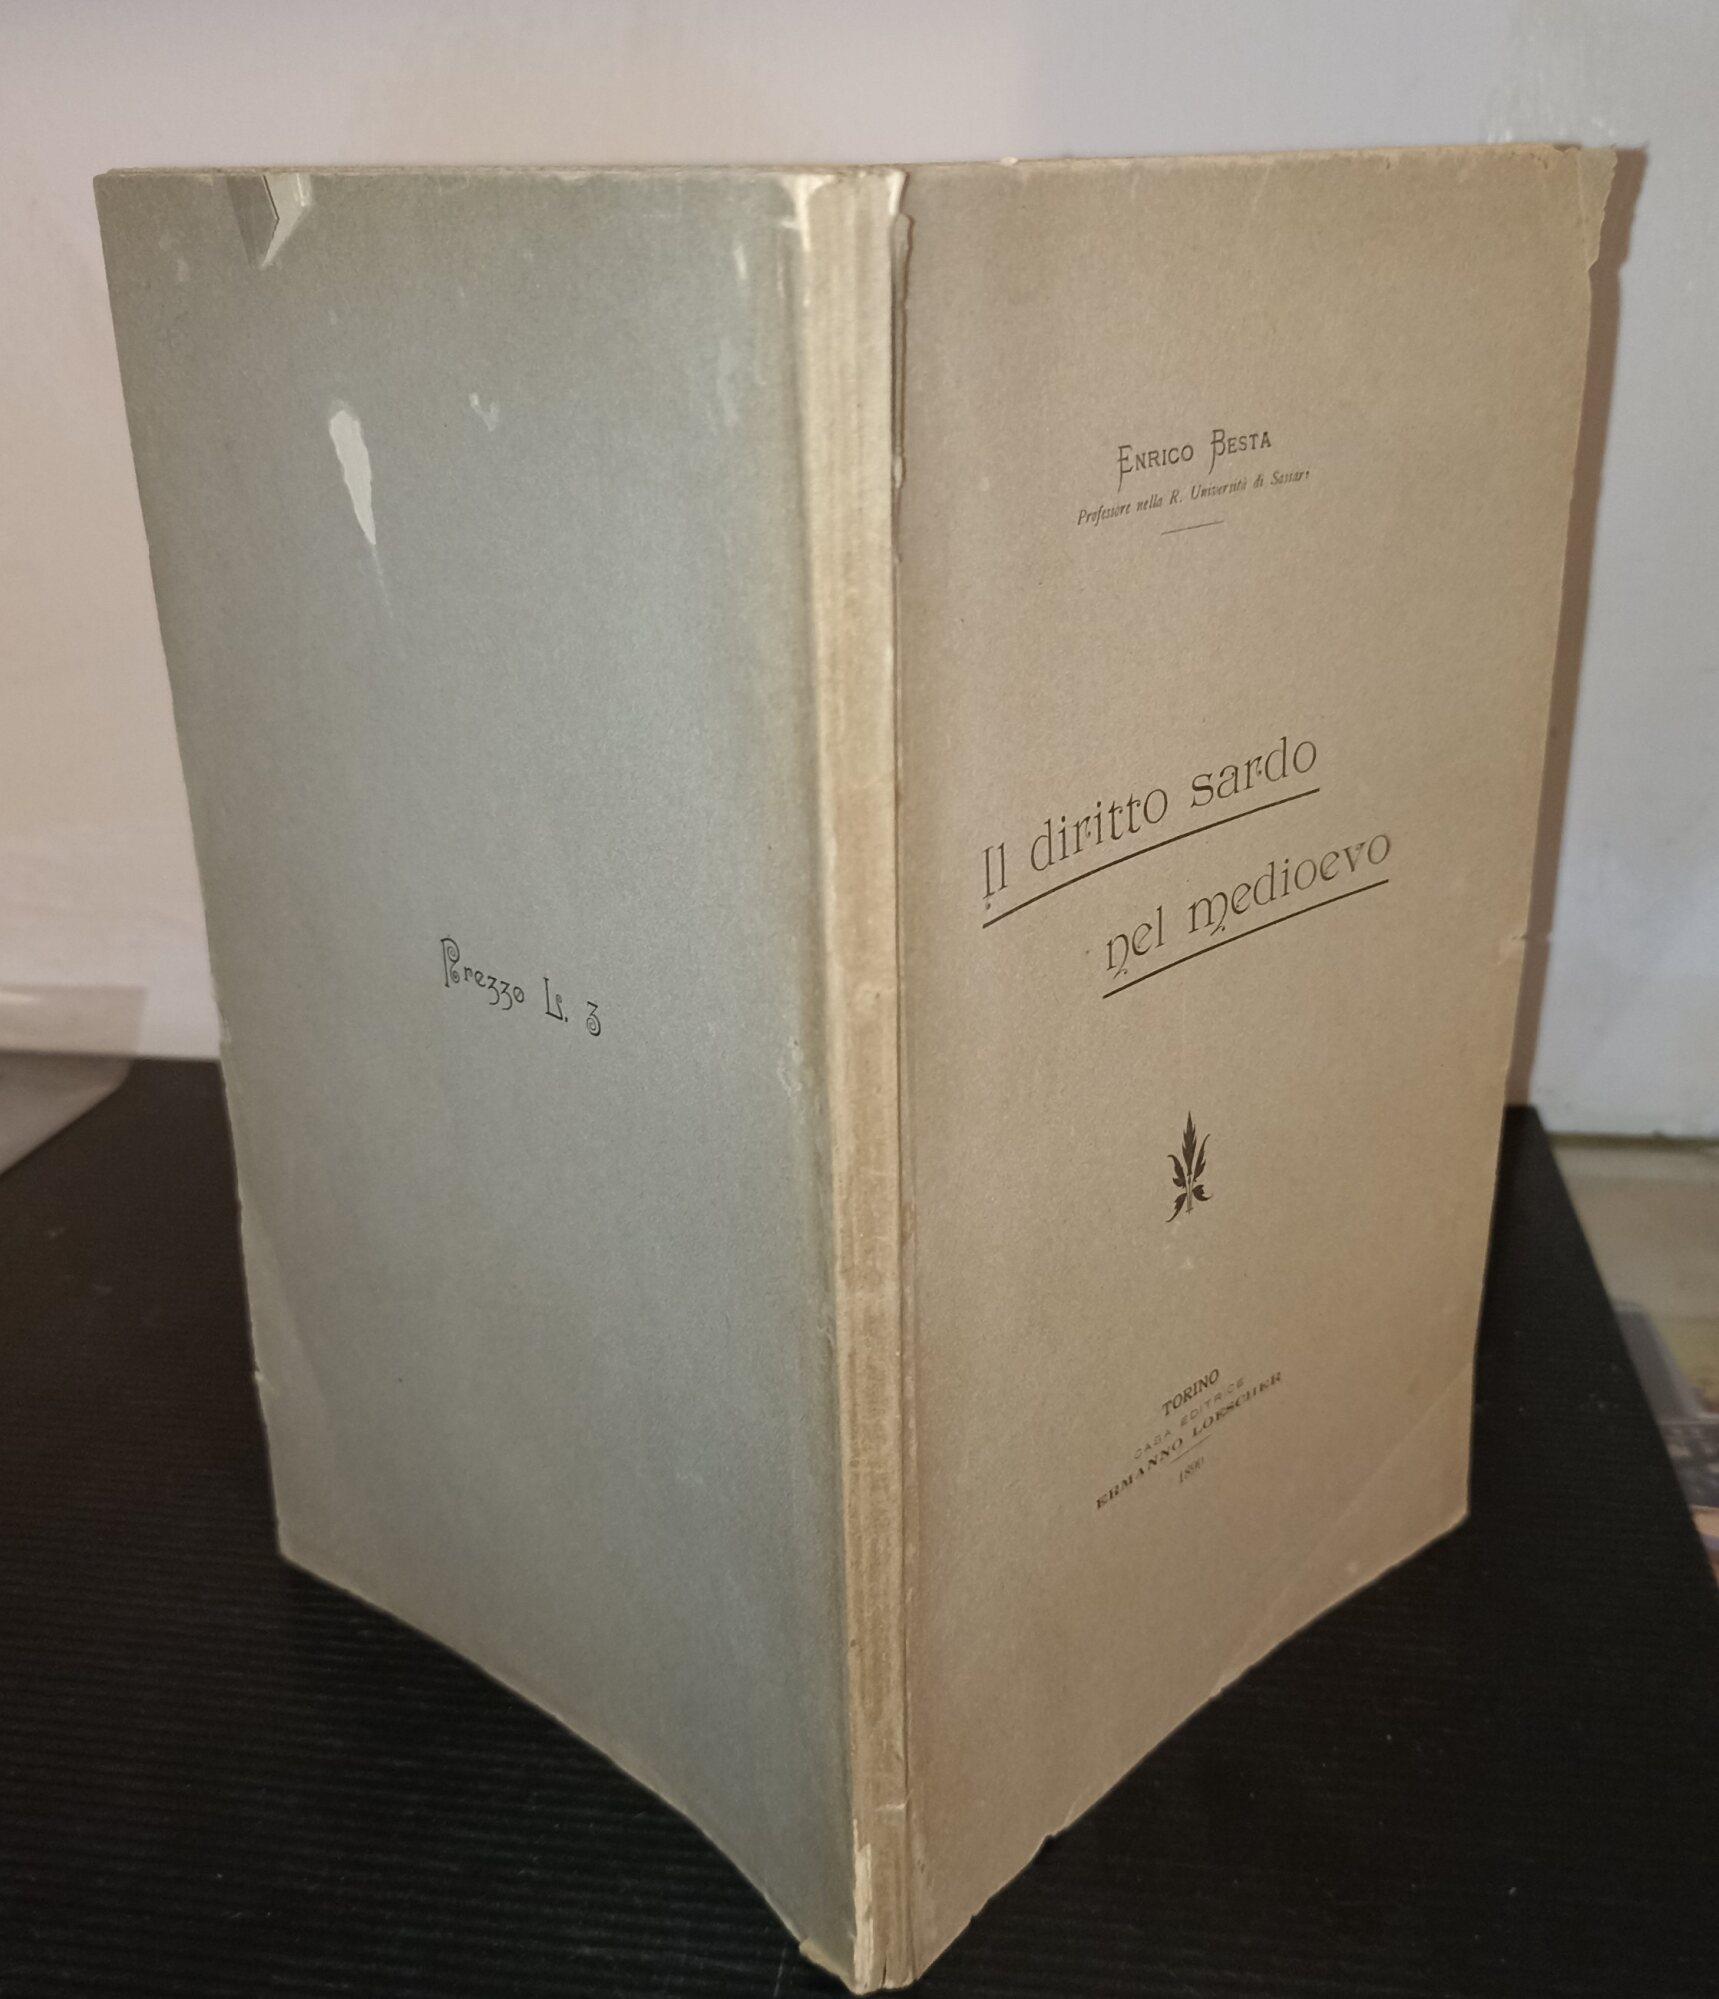 ENRICO BESTA
Professore nella R. Università di Sassari
Il diritto sardo
nel medioevo
TORINO
CASA EDITRICE
ERMANNO LOESCHER
Prezzo L. 3